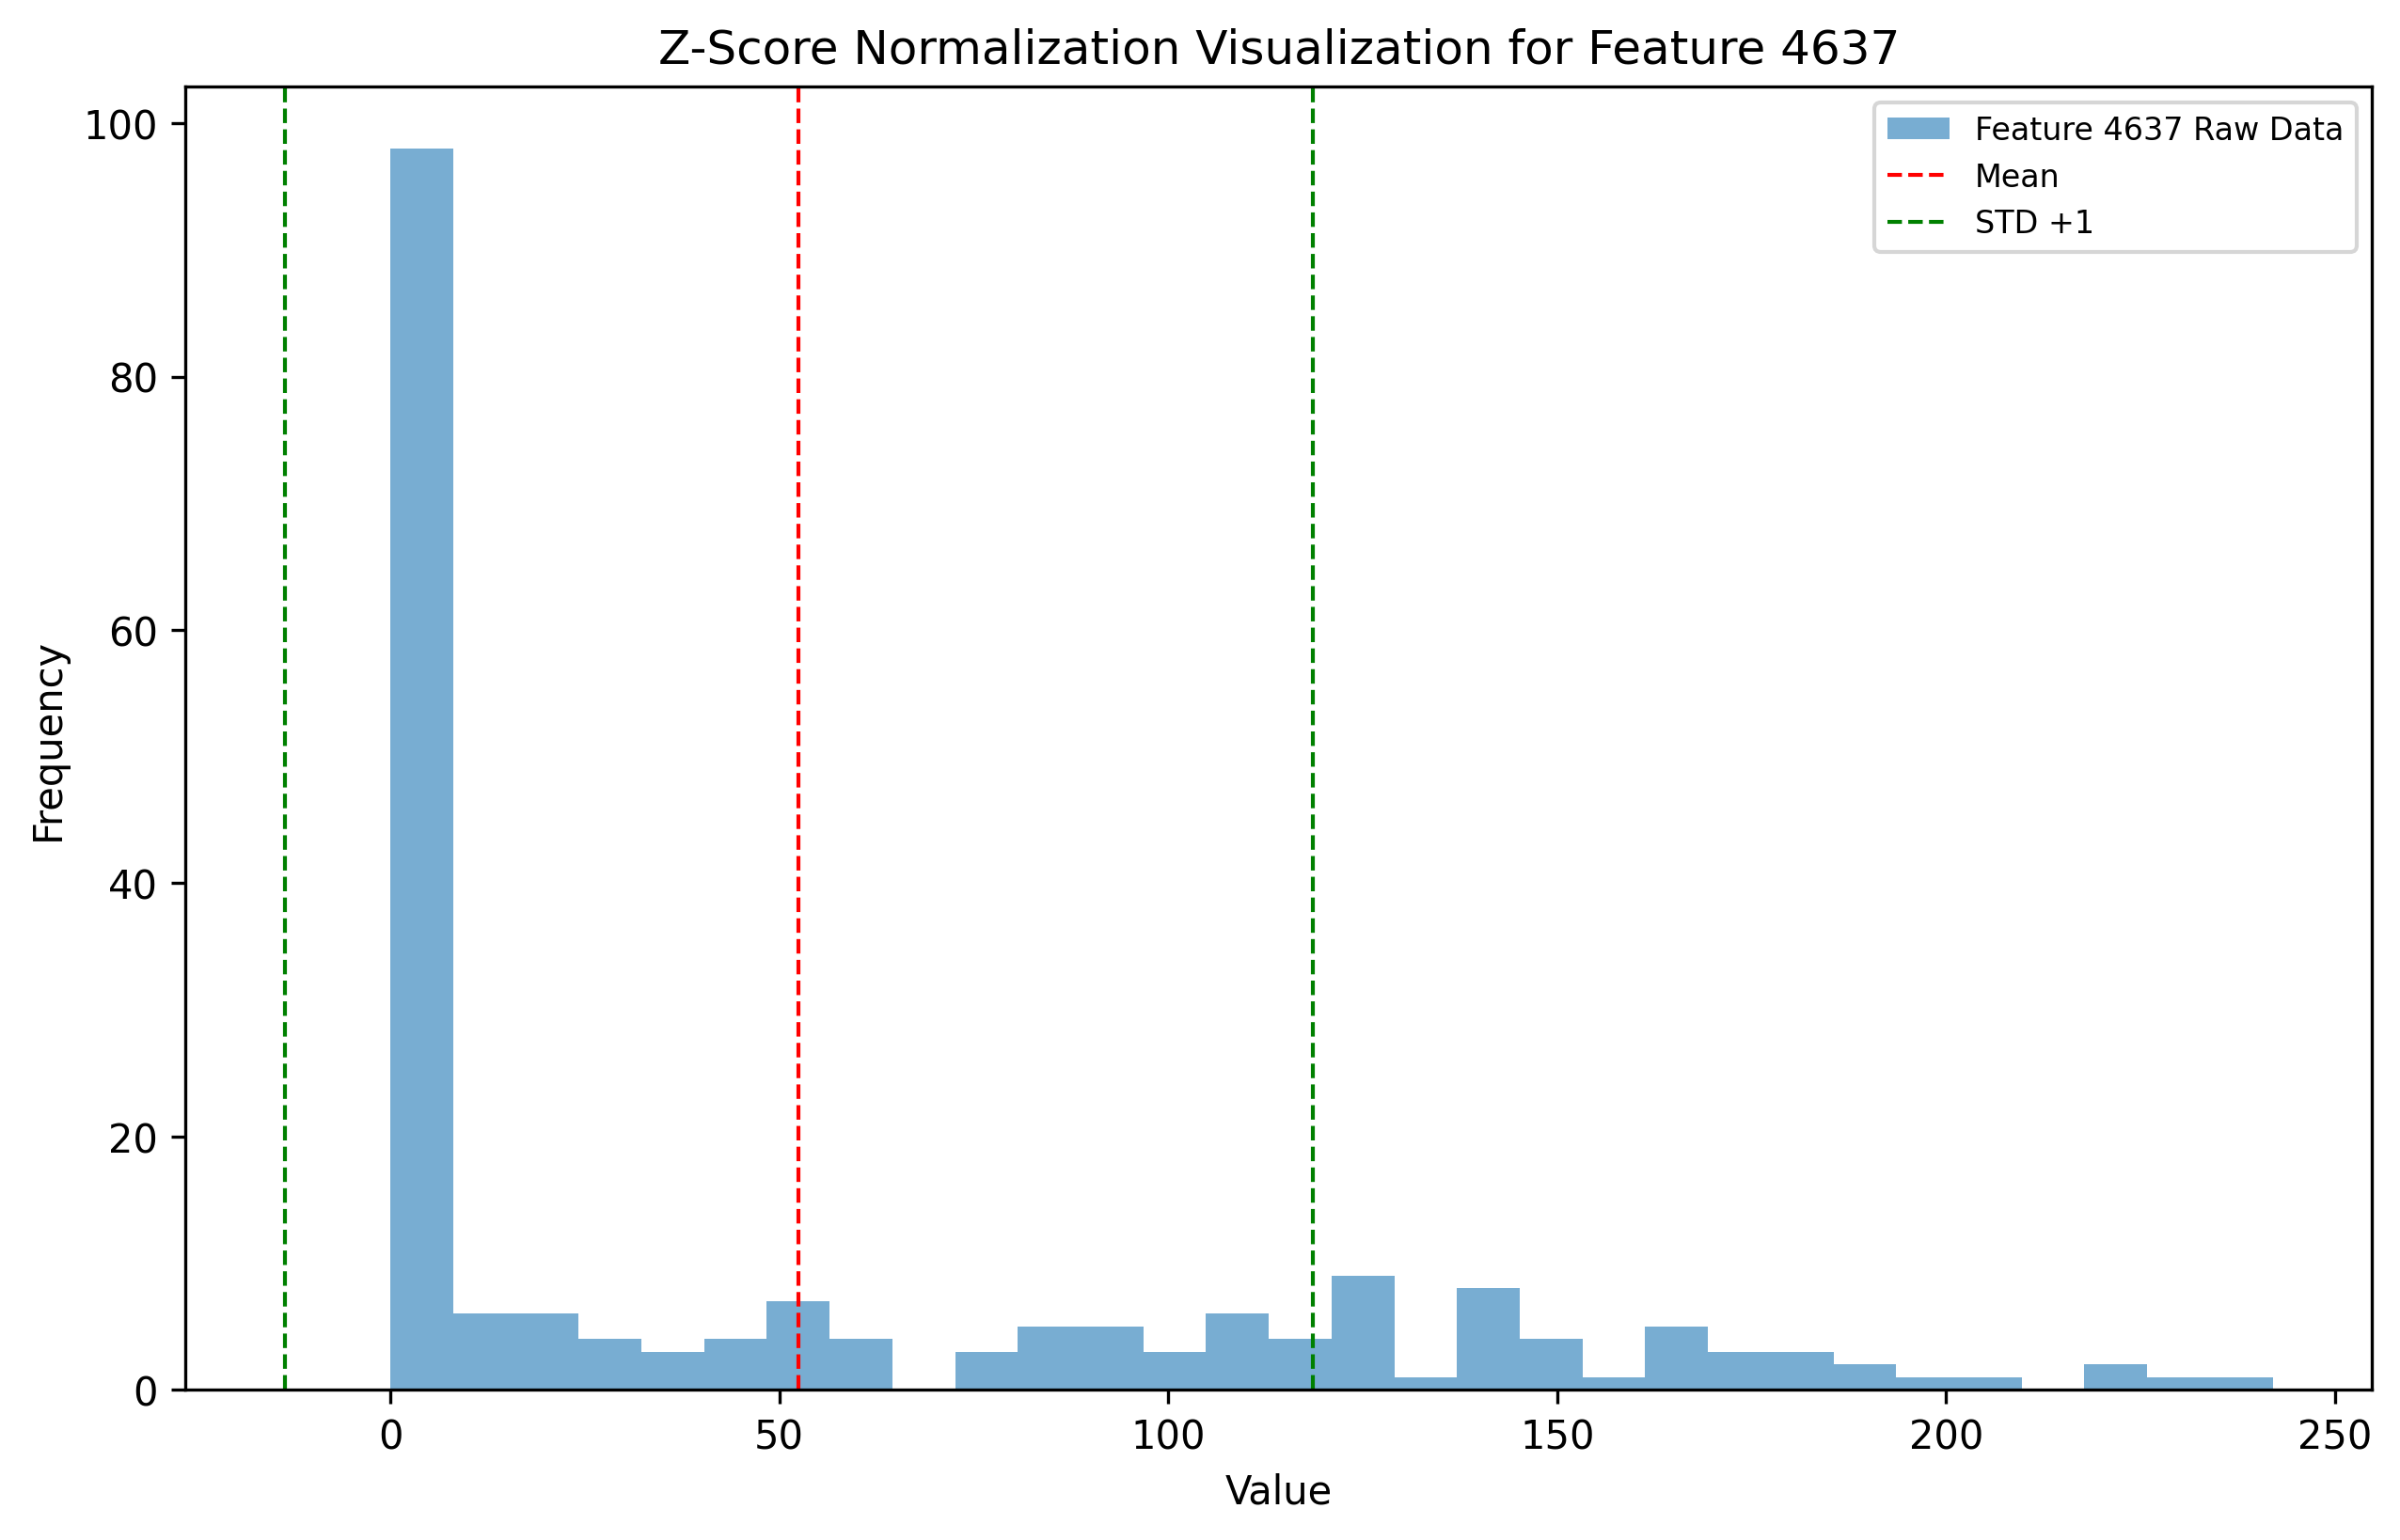 Z-Score Normalization Visualization for Feature 4637
Feature 4637 Raw Data
Mean
STD +1
100
80
60
40
20
0
Frequency
0 50 100 150 200 250
Value